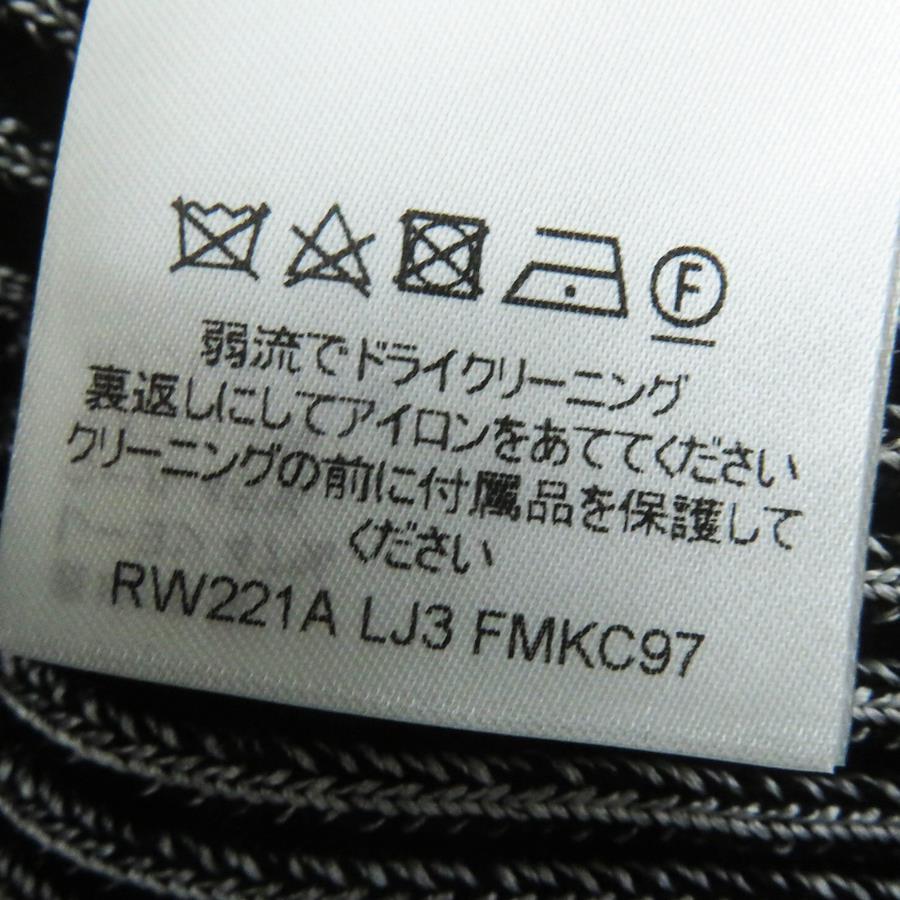 F
弱流でドライクリーニング
裏返しにしてアイロンをあててください
クリーニングの前に付属品を保護して
ください
RW221A LJ3 FMKC97